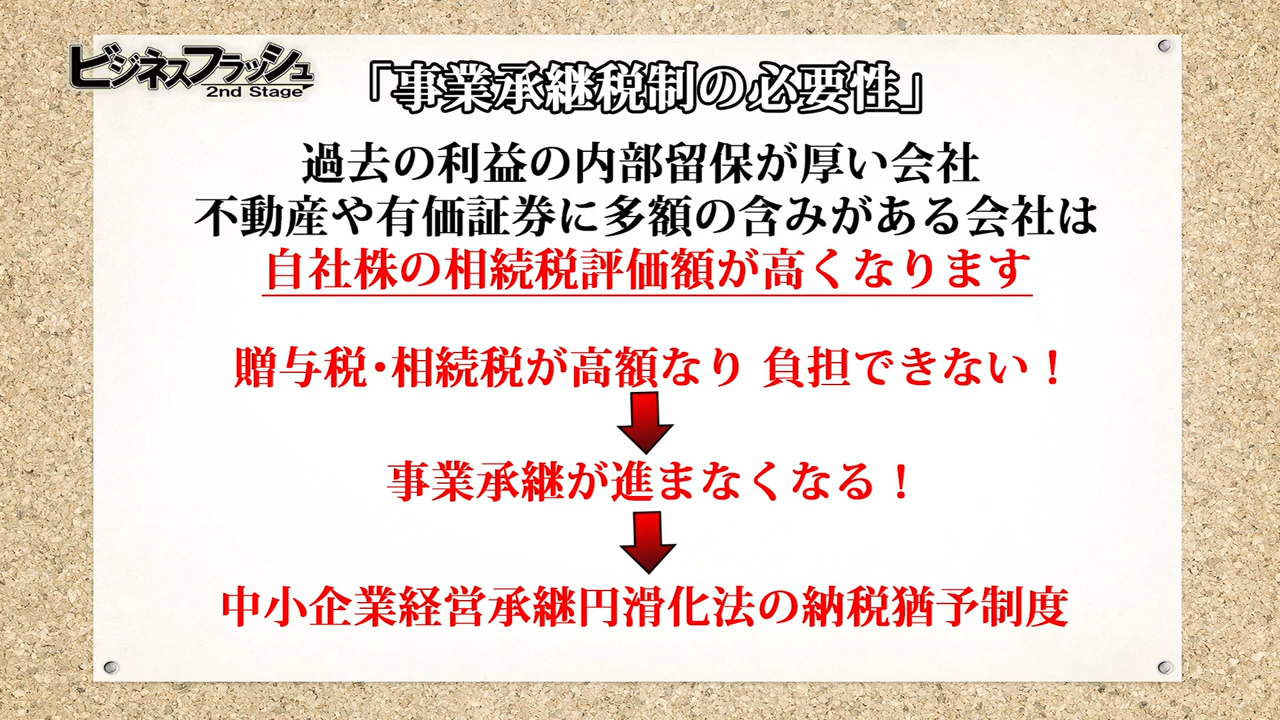 ビジネスフラッシュ
2nd Stage
「事業承継税制の必要性」
過去の利益の内部留保が厚い会社
不動産や有価証券に多額の含みがある会社は
自社株の相続税評価額が高くなります
贈与税・相続税が高額なり 負担できない！
事業承継が進まなくなる！
中小企業経営承継円滑化法の納税猶予制度